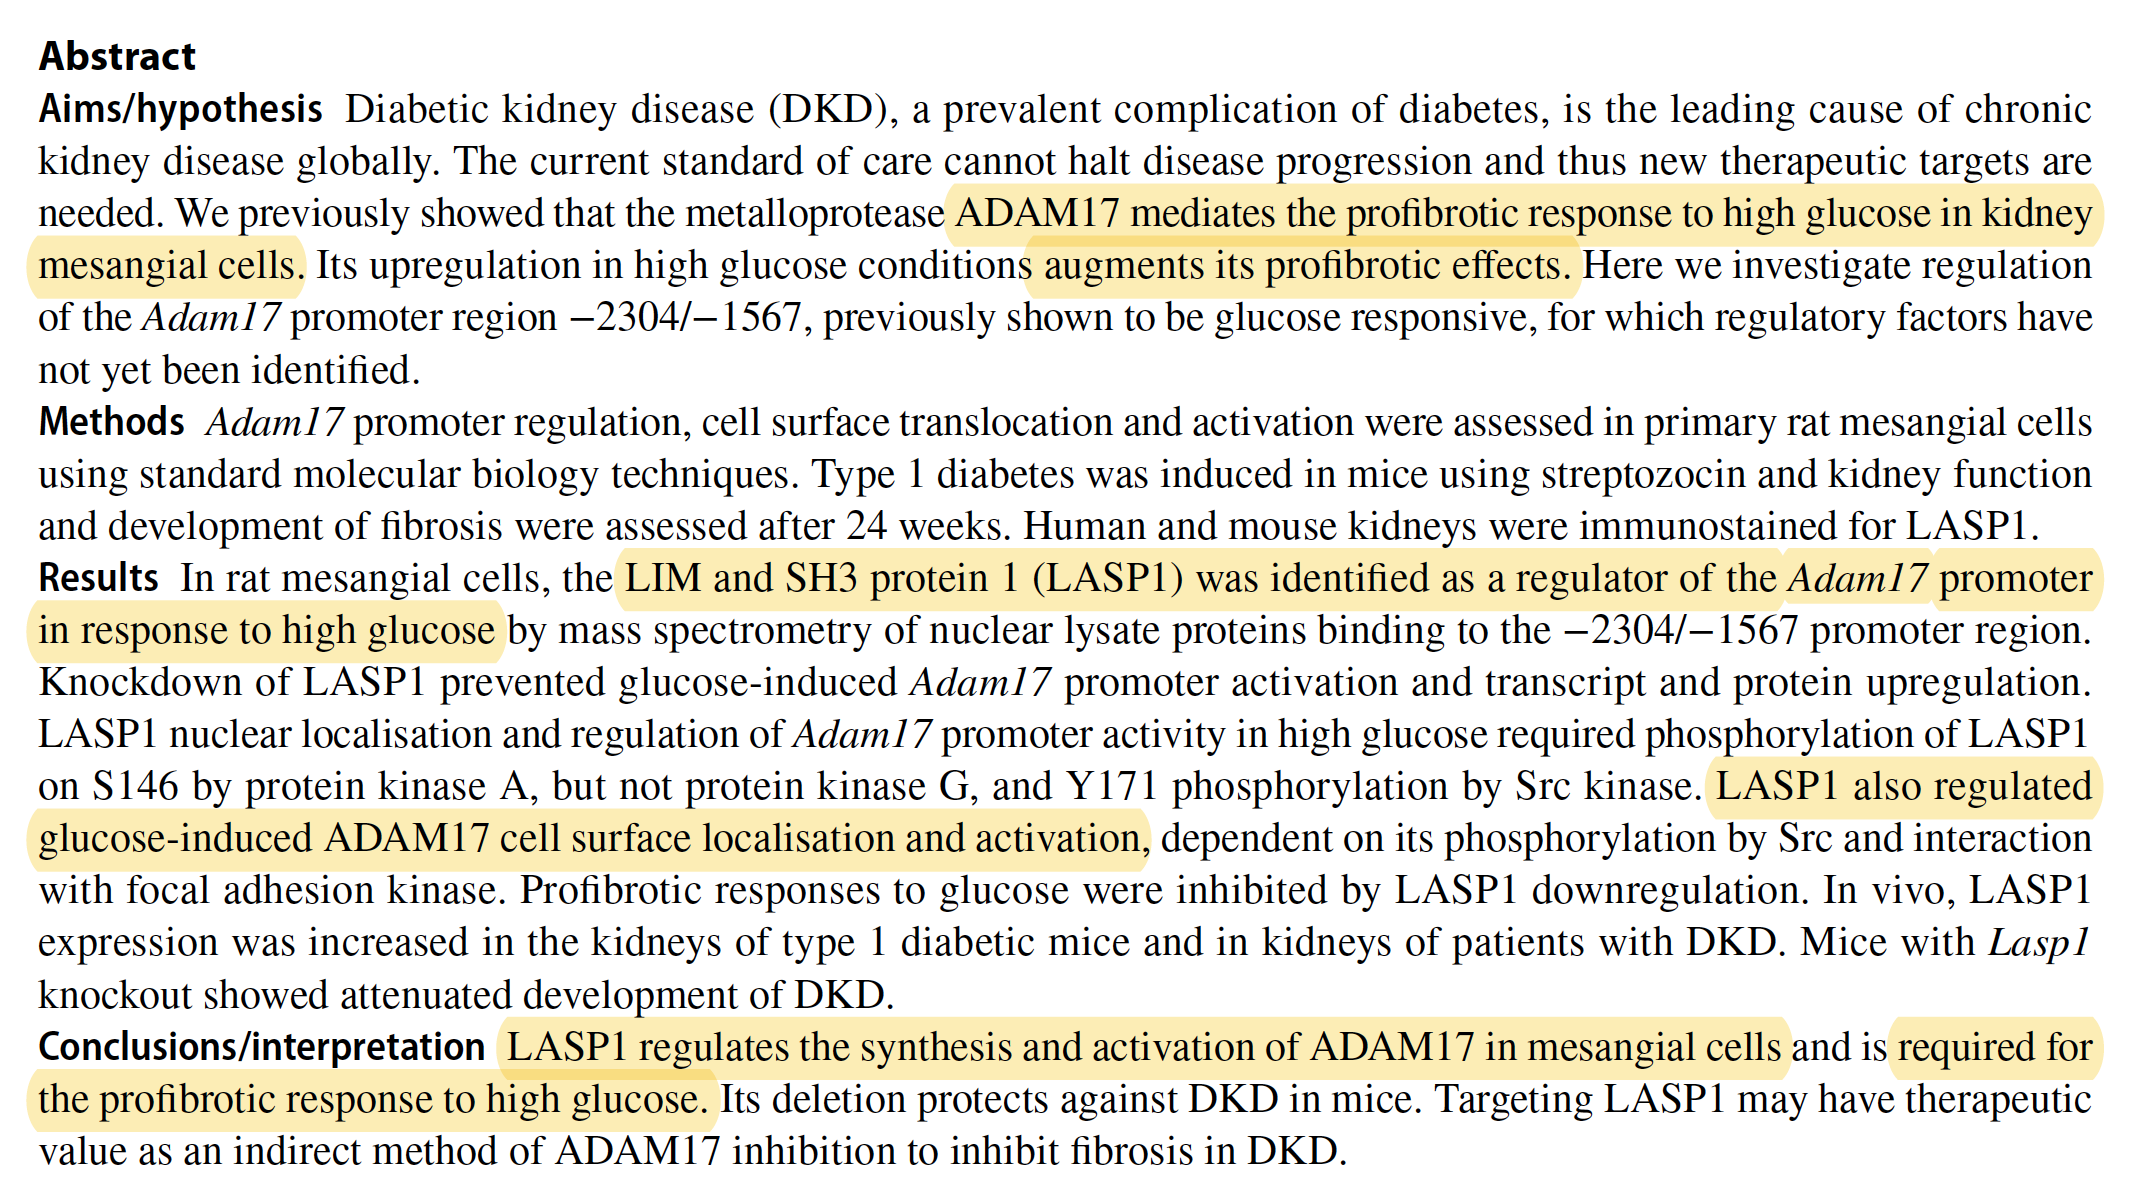 Abstract
Aims/hypothesis Diabetic kidney disease (DKD), a prevalent complication of diabetes, is the leading cause of chronic
kidney disease globally. The current standard of care cannot halt disease progression and thus new therapeutic targets are
needed. We previously showed that the metalloprotease ADAM17 mediates the profibrotic response to high glucose in kidney
mesangial cells. Its upregulation in high glucose conditions augments its profibrotic effects. Here we investigate regulation
of the Adam17 promoter region −2304/−1567, previously shown to be glucose responsive, for which regulatory factors have
not yet been identified.
Methods Adam17 promoter regulation, cell surface translocation and activation were assessed in primary rat mesangial cells
using standard molecular biology techniques. Type 1 diabetes was induced in mice using streptozocin and kidney function
and development of fibrosis were assessed after 24 weeks. Human and mouse kidneys were immunostained for LASP1.
Results In rat mesangial cells, the LIM and SH3 protein 1 (LASP1) was identified as a regulator of the Adam17 promoter
in response to high glucose by mass spectrometry of nuclear lysate proteins binding to the −2304/−1567 promoter region.
Knockdown of LASP1 prevented glucose-induced Adam17 promoter activation and transcript and protein upregulation.
LASP1 nuclear localisation and regulation of Adam17 promoter activity in high glucose required phosphorylation of LASP1
on S146 by protein kinase A, but not protein kinase G, and Y171 phosphorylation by Src kinase. LASP1 also regulated
glucose-induced ADAM17 cell surface localisation and activation, dependent on its phosphorylation by Src and interaction
with focal adhesion kinase. Profibrotic responses to glucose were inhibited by LASP1 downregulation. In vivo, LASP1
expression was increased in the kidneys of type 1 diabetic mice and in kidneys of patients with DKD. Mice with Lasp1
knockout showed attenuated development of DKD.
Conclusions/interpretation LASP1 regulates the synthesis and activation of ADAM17 in mesangial cells and is required for
the profibrotic response to high glucose. Its deletion protects against DKD in mice. Targeting LASP1 may have therapeutic
value as an indirect method of ADAM17 inhibition to inhibit fibrosis in DKD.